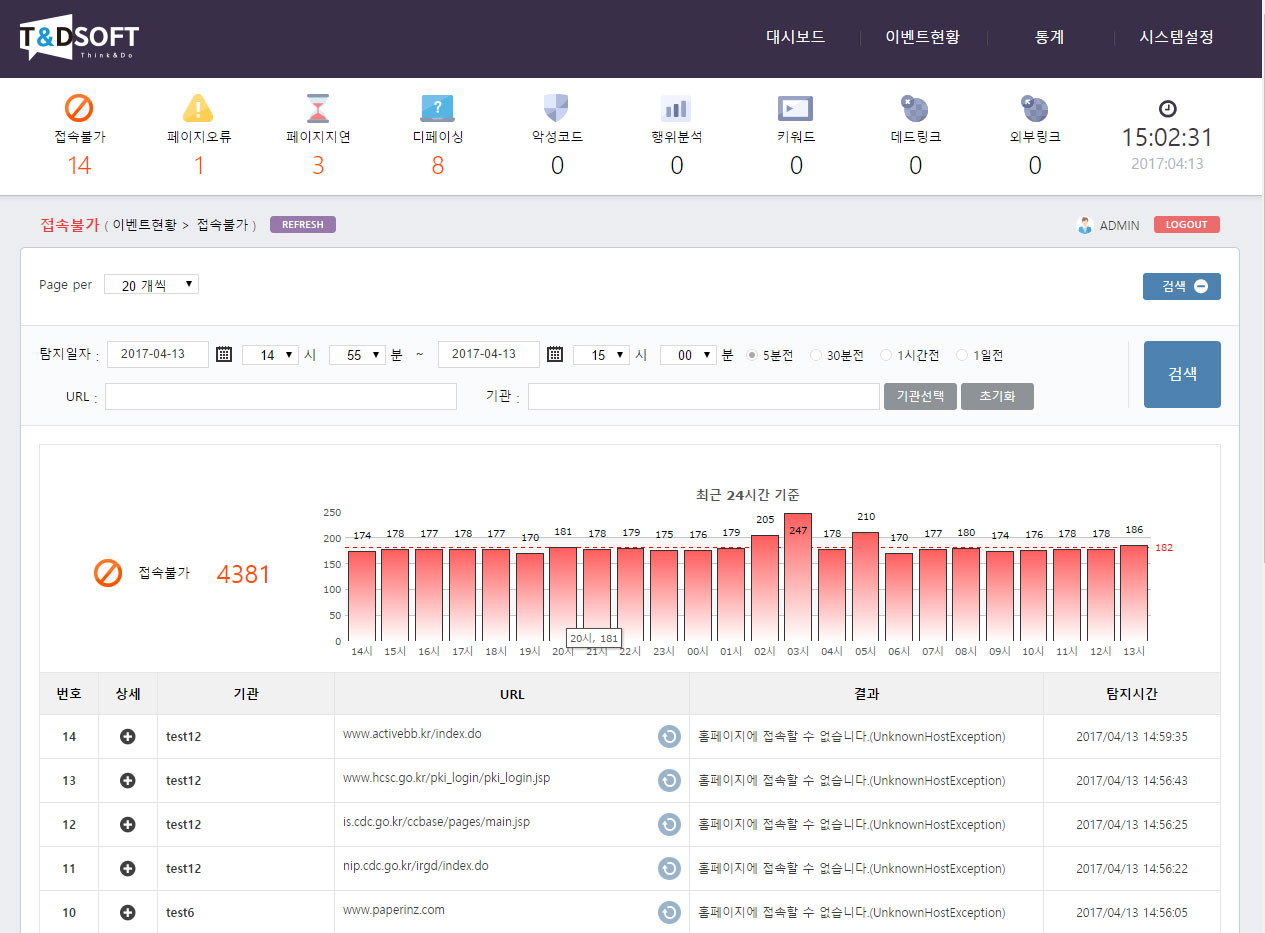 T&DSOFT
Think&Do
대시보드 이벤트현황 통계 시스템설정
접속불가 페이지오류 페이지지연 디페이싱 악성코드 행위분석 키워드 데드링크 외부링크 15:02:31
14 1 3 8 0 0 0 0 0 2017:04:13
접속불가 ( 이벤트현황 > 접속불가 ) REFRESH ADMIN LOGOUT
Page per 20 개씩 검색
탐지일자 : 2017-04-13 14 시 55 분 ~ 2017-04-13 15 시 00 분 5분전 30분전 1시간전 1일전
URL : 기관 : 기관선택 초기화 검색
최근 24시간 기준
접속불가 4381
250
200
150
100
50
0
174 178 177 178 177 170 181 178 179 175 176 179 205 247 178 210 170 177 180 174 176 178 178 186
182
20시, 181
14시 15시 16시 17시 18시 19시 20시 21시 22시 23시 00시 01시 02시 03시 04시 05시 06시 07시 08시 09시 10시 11시 12시 13시
번호 상세 기관 URL 결과 탐지시간
14 test12 www.activebb.kr/index.do 홈페이지에 접속할 수 없습니다.(UnknownHostException) 2017/04/13 14:59:35
13 test12 www.hcsc.go.kr/pki_login/pki_login.jsp 홈페이지에 접속할 수 없습니다.(UnknownHostException) 2017/04/13 14:56:43
12 test12 is.cdc.go.kr/ccbase/pages/main.jsp 홈페이지에 접속할 수 없습니다.(UnknownHostException) 2017/04/13 14:56:25
11 test12 nip.cdc.go.kr/irgd/index.do 홈페이지에 접속할 수 없습니다.(UnknownHostException) 2017/04/13 14:56:22
10 test6 www.paperinz.com 홈페이지에 접속할 수 없습니다.(UnknownHostException) 2017/04/13 14:56:05